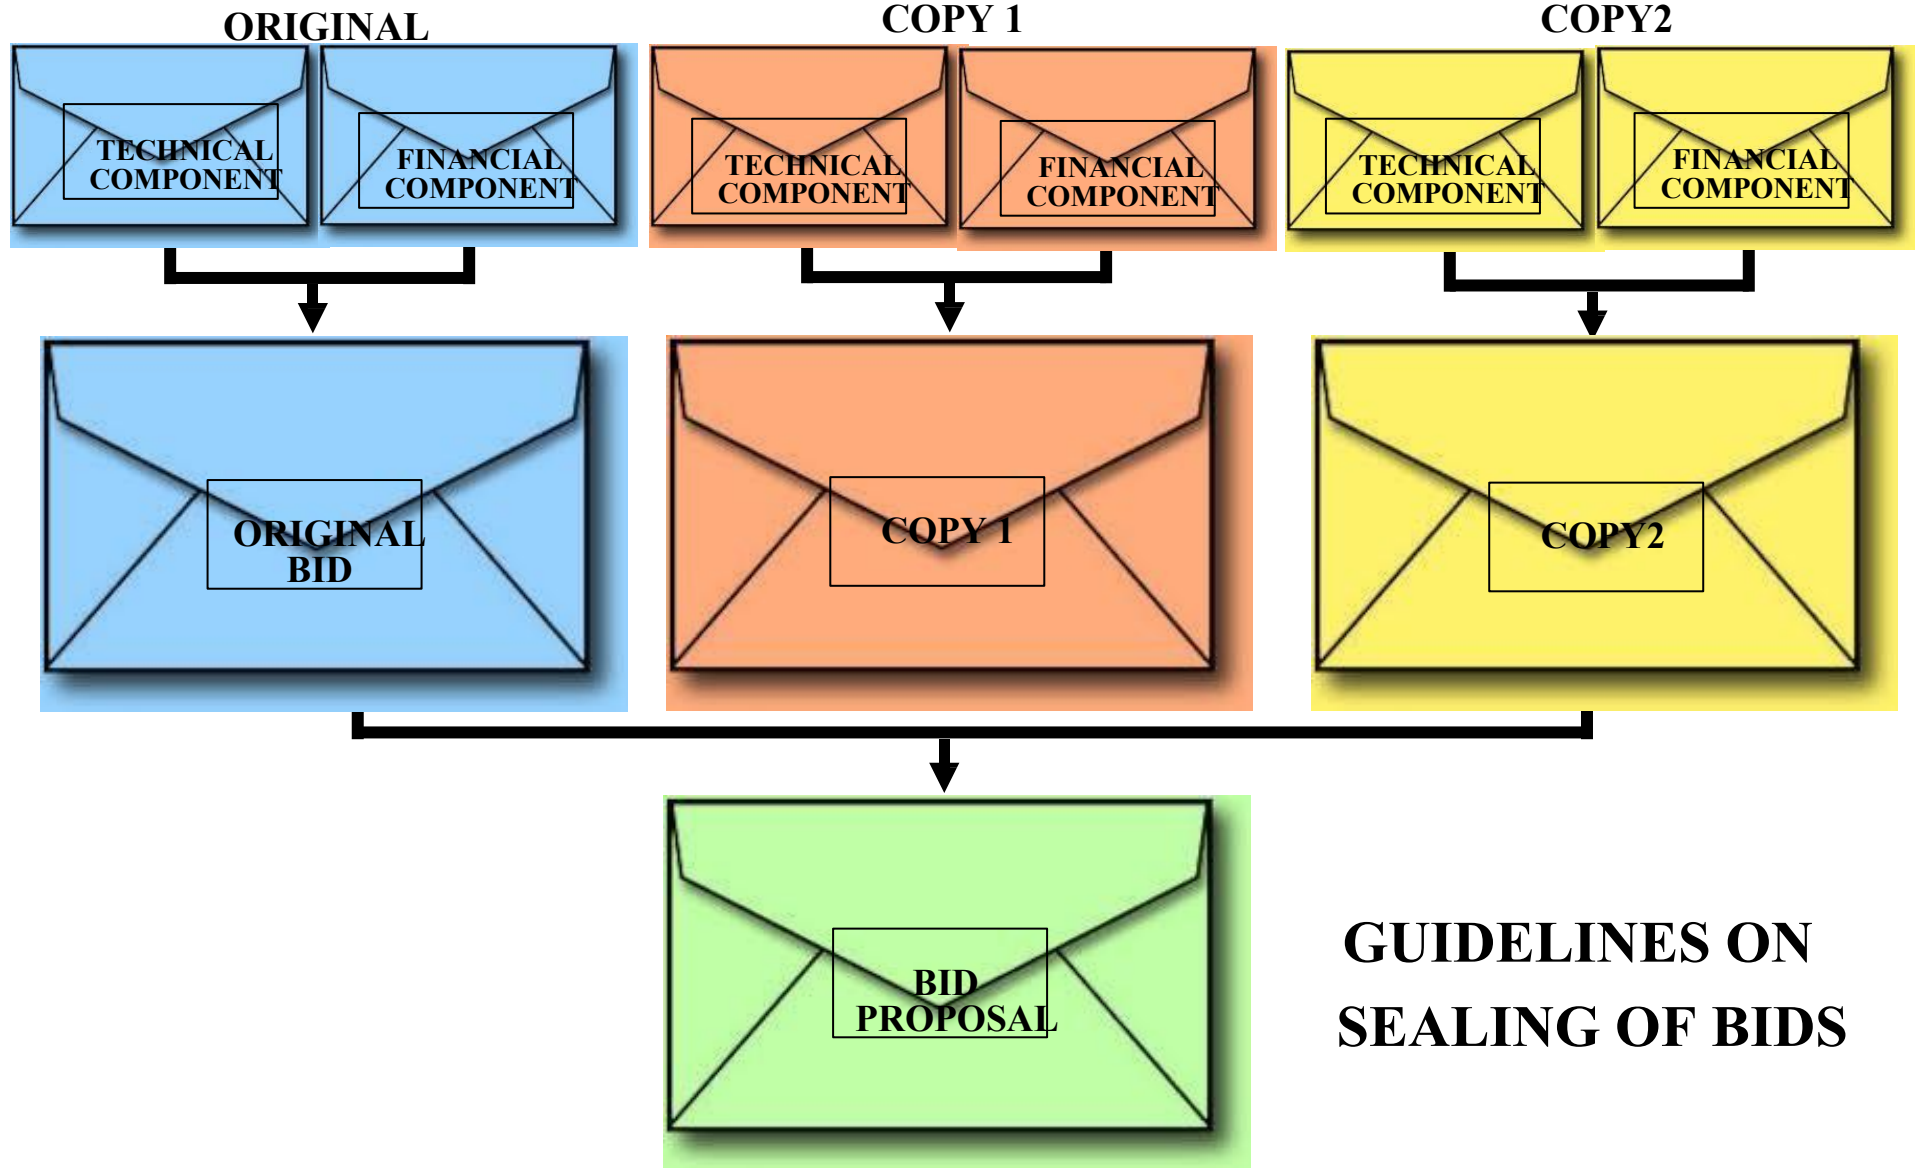 ORIGINAL
COPY 1
COPY2
TECHNICAL
COMPONENT
FINANCIAL
COMPONENT
TECHNICAL
COMPONENT
FINANCIAL
COMPONENT
TECHNICAL
COMPONENT
FINANCIAL
COMPONENT
ORIGINAL
BID
COPY 1
COPY2
BID
PROPOSAL
GUIDELINES ON
SEALING OF BIDS